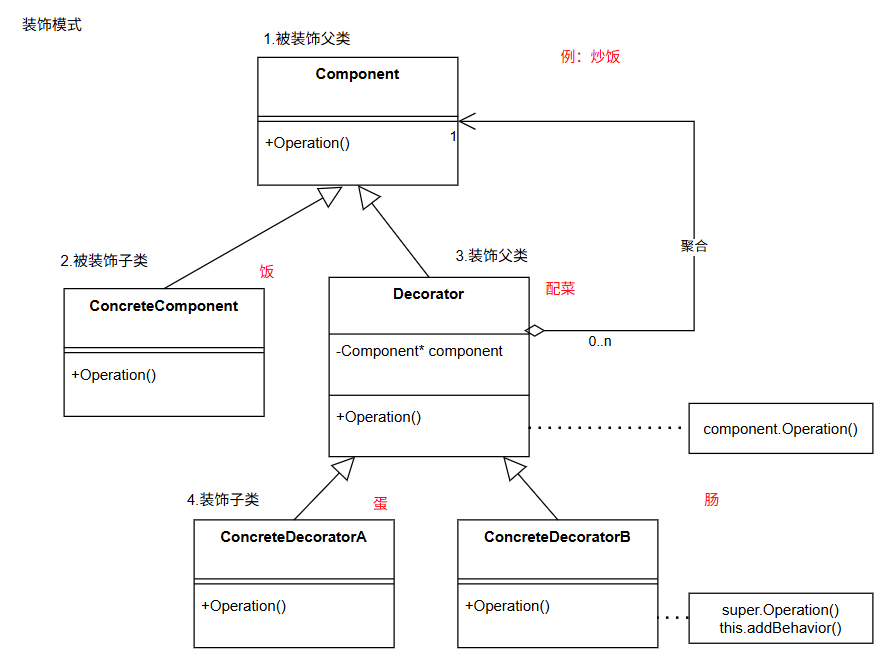 装饰模式
1.被装饰父类
例：炒饭
Component
+Operation()
1
聚合
2.被装饰子类
饭
3.装饰父类
配菜
ConcreteComponent
+Operation()
Decorator
-Component* component
+Operation()
0..n
component.Operation()
4.装饰子类
蛋
肠
ConcreteDecoratorA
+Operation()
ConcreteDecoratorB
+Operation()
super.Operation()
this.addBehavior()